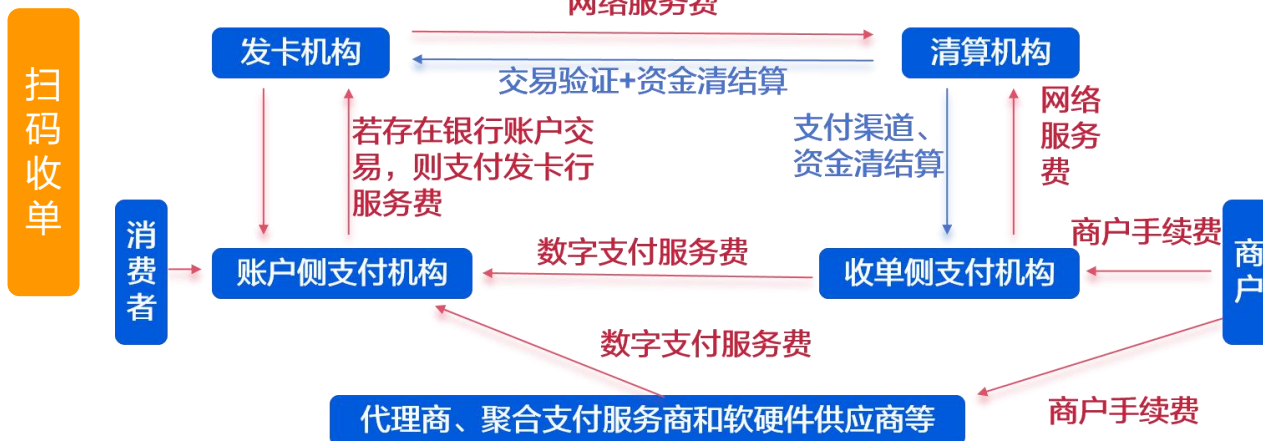 网络服务费
扫码收单
发卡机构
清算机构
交易验证+资金清结算
若存在银行账户交
易，则支付发卡行
服务费
支付渠道、
资金清结算
网络
服务
费
消费者
账户侧支付机构
数字支付服务费
收单侧支付机构
商户手续费
商户
数字支付服务费
代理商、聚合支付服务商和软硬件供应商等
商户手续费